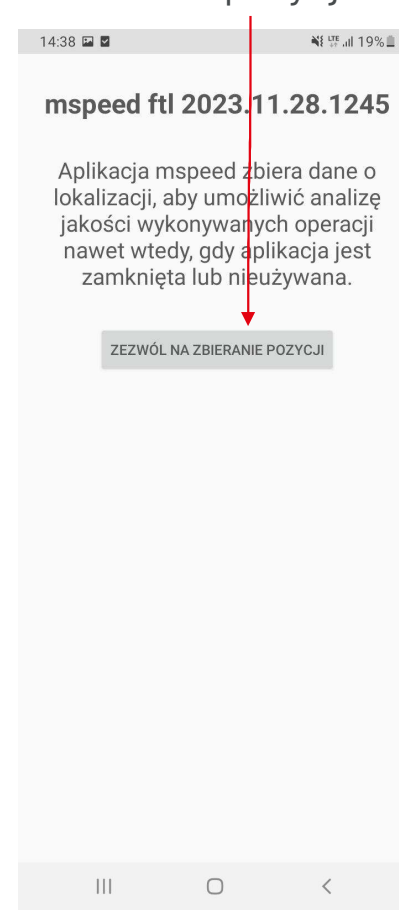 14:38 LTE 19%
mspeed ftl 2023.11.28.1245
Aplikacja mspeed zbiera dane o
lokalizacji, aby umożliwić analizę
jakości wykonywanych operacji
nawet wtedy, gdy aplikacja jest
zamknięta lub nieużywana.
ZEZWÓL NA ZBIERANIE POZYCJI